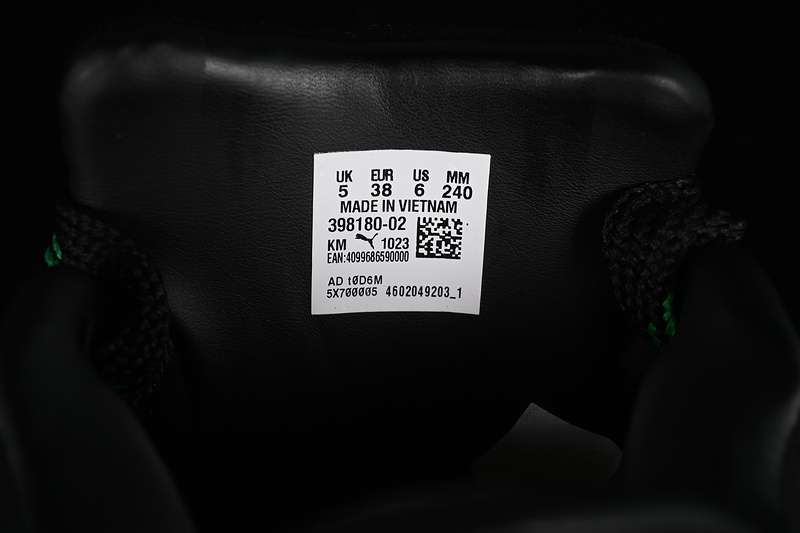 UK EUR US MM
5 38 6 240
MADE IN VIETNAM
398180-02
KM 1023
EAN:4099686590000
AD t0D6M
5X700005 4602049203_1